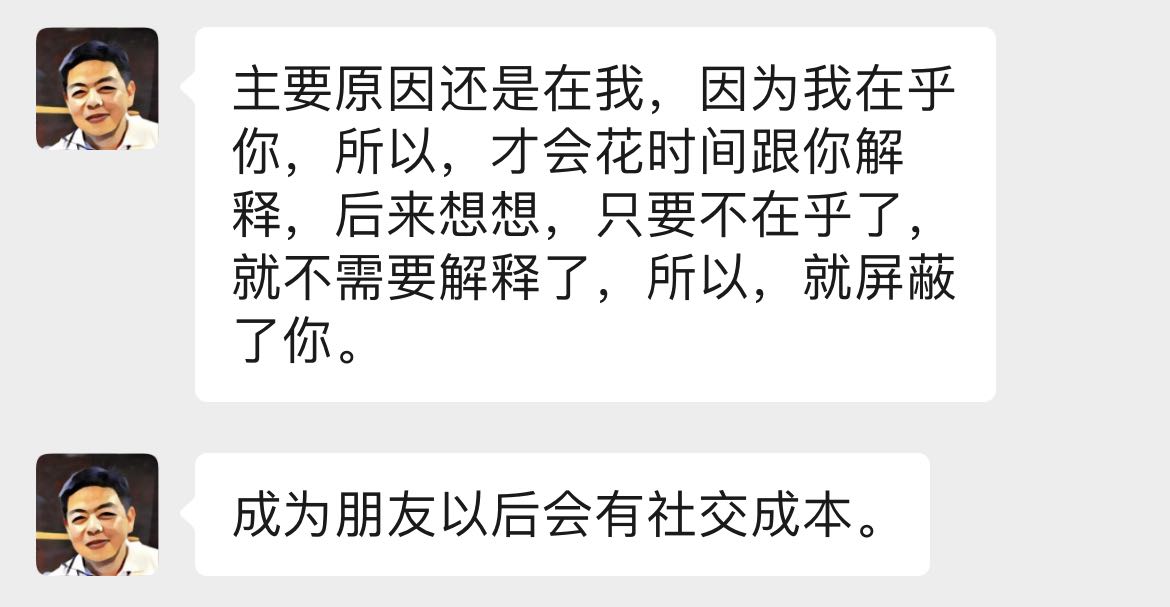 主要原因还是在我，因为我在乎
你，所以，才会花时间跟你解
释，后来想想，只要不在乎了，
就不需要解释了，所以，就屏蔽
了你。
成为朋友以后会有社交成本。